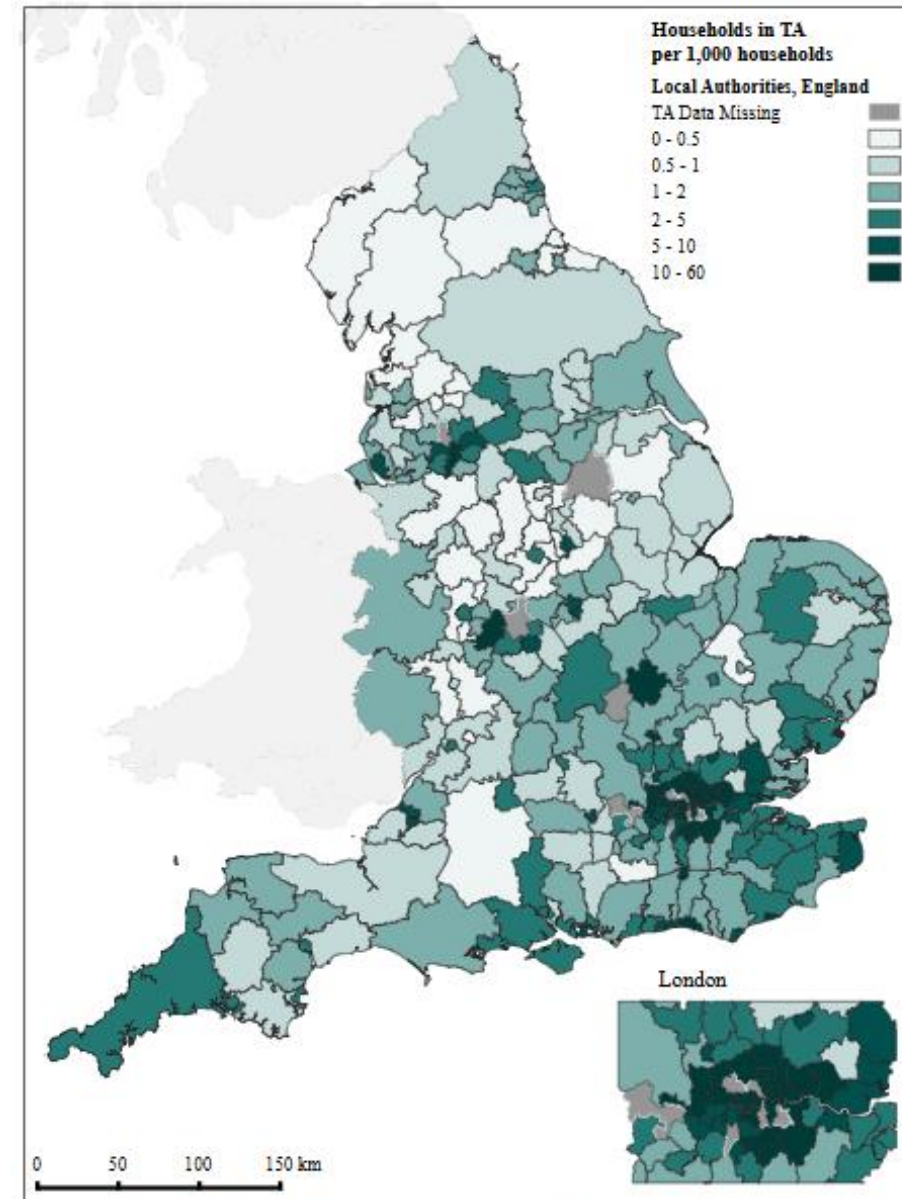 Households in TA
per 1,000 households
Local Authorities, England
TA Data Missing
0 - 0.5
0.5 - 1
1 - 2
2 - 5
5 - 10
10 - 60
London
0 50 100 150 km